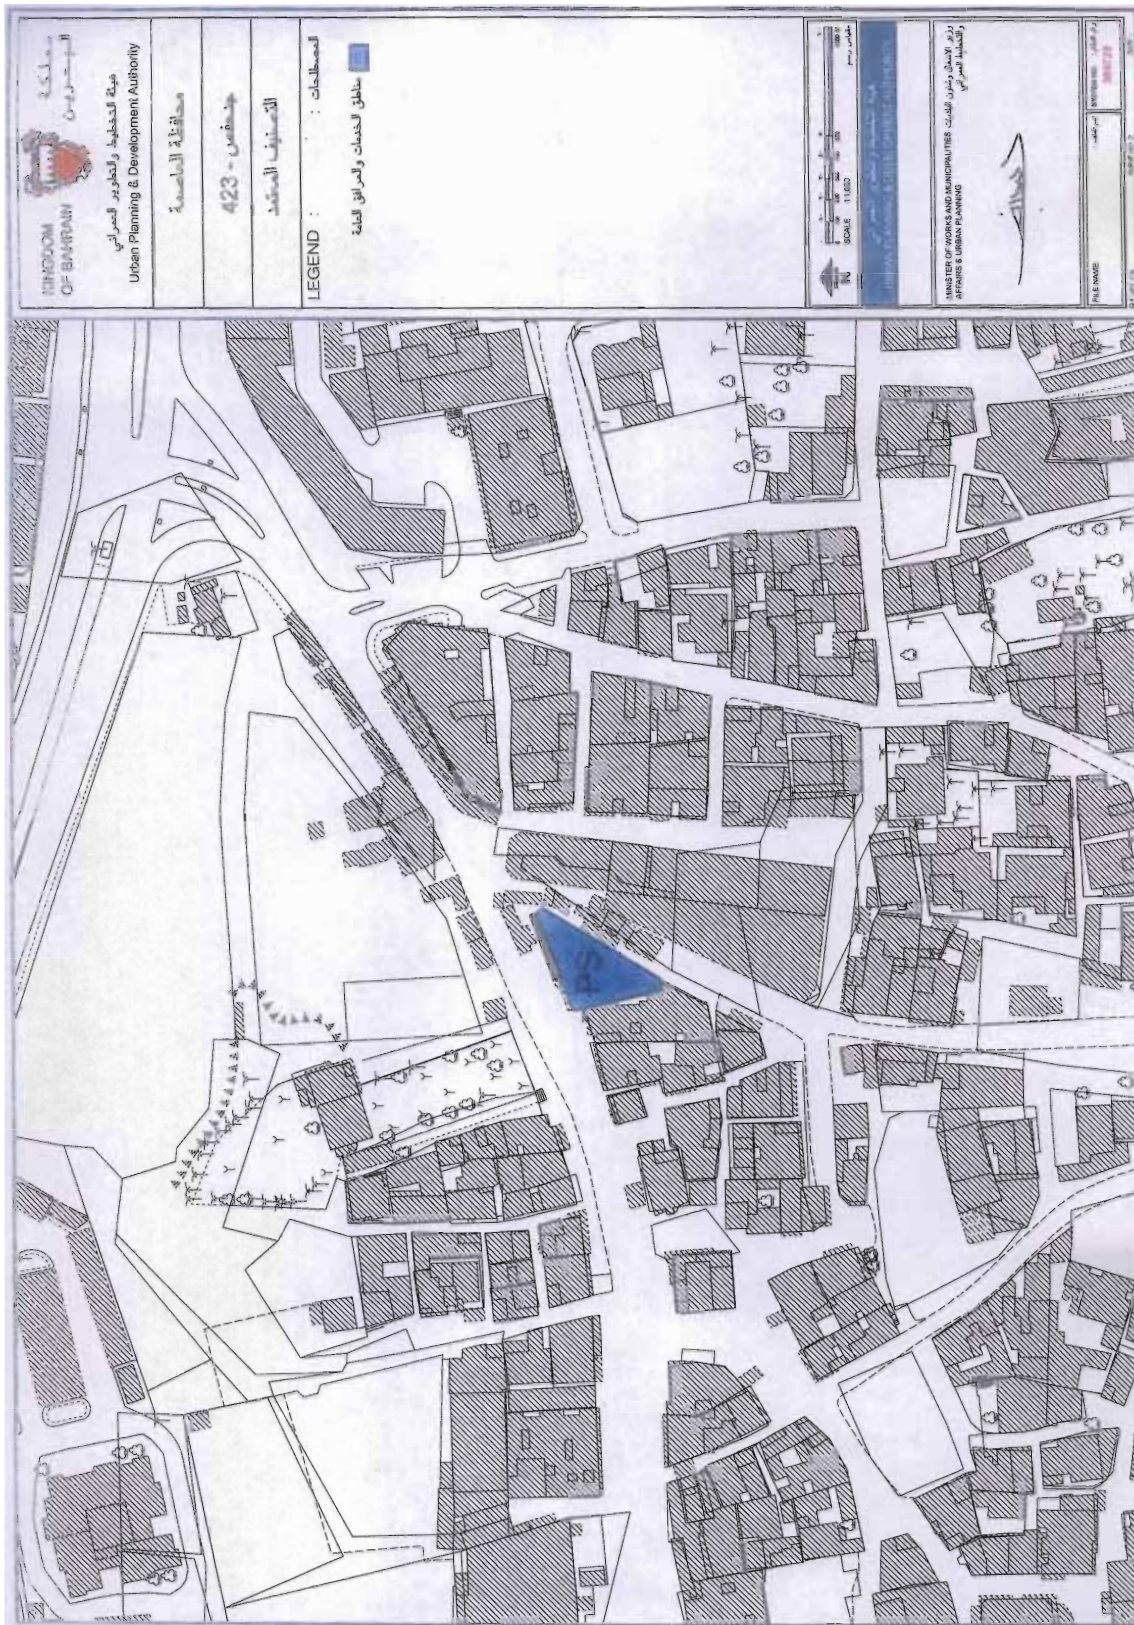 KINGDOM
OF BAHRAIN
مملكة
البحرين
هيئة التخطيط والتطوير العمراني
Urban Planning & Development Authority
محافظة العاصمة
جدحفص - 423
التصنيف المعتمد
LEGEND : المصطلحات :
مناطق الخدمات والمرافق العامة
PS
SCALE 1:1,000
مقياس رسم
MINISTER OF WORKS AND MUNICIPALITIES
AFFAIRS & URBAN PLANNING
وزير الأشغال وشئون البلديات
والتخطيط العمراني
FILE NAME